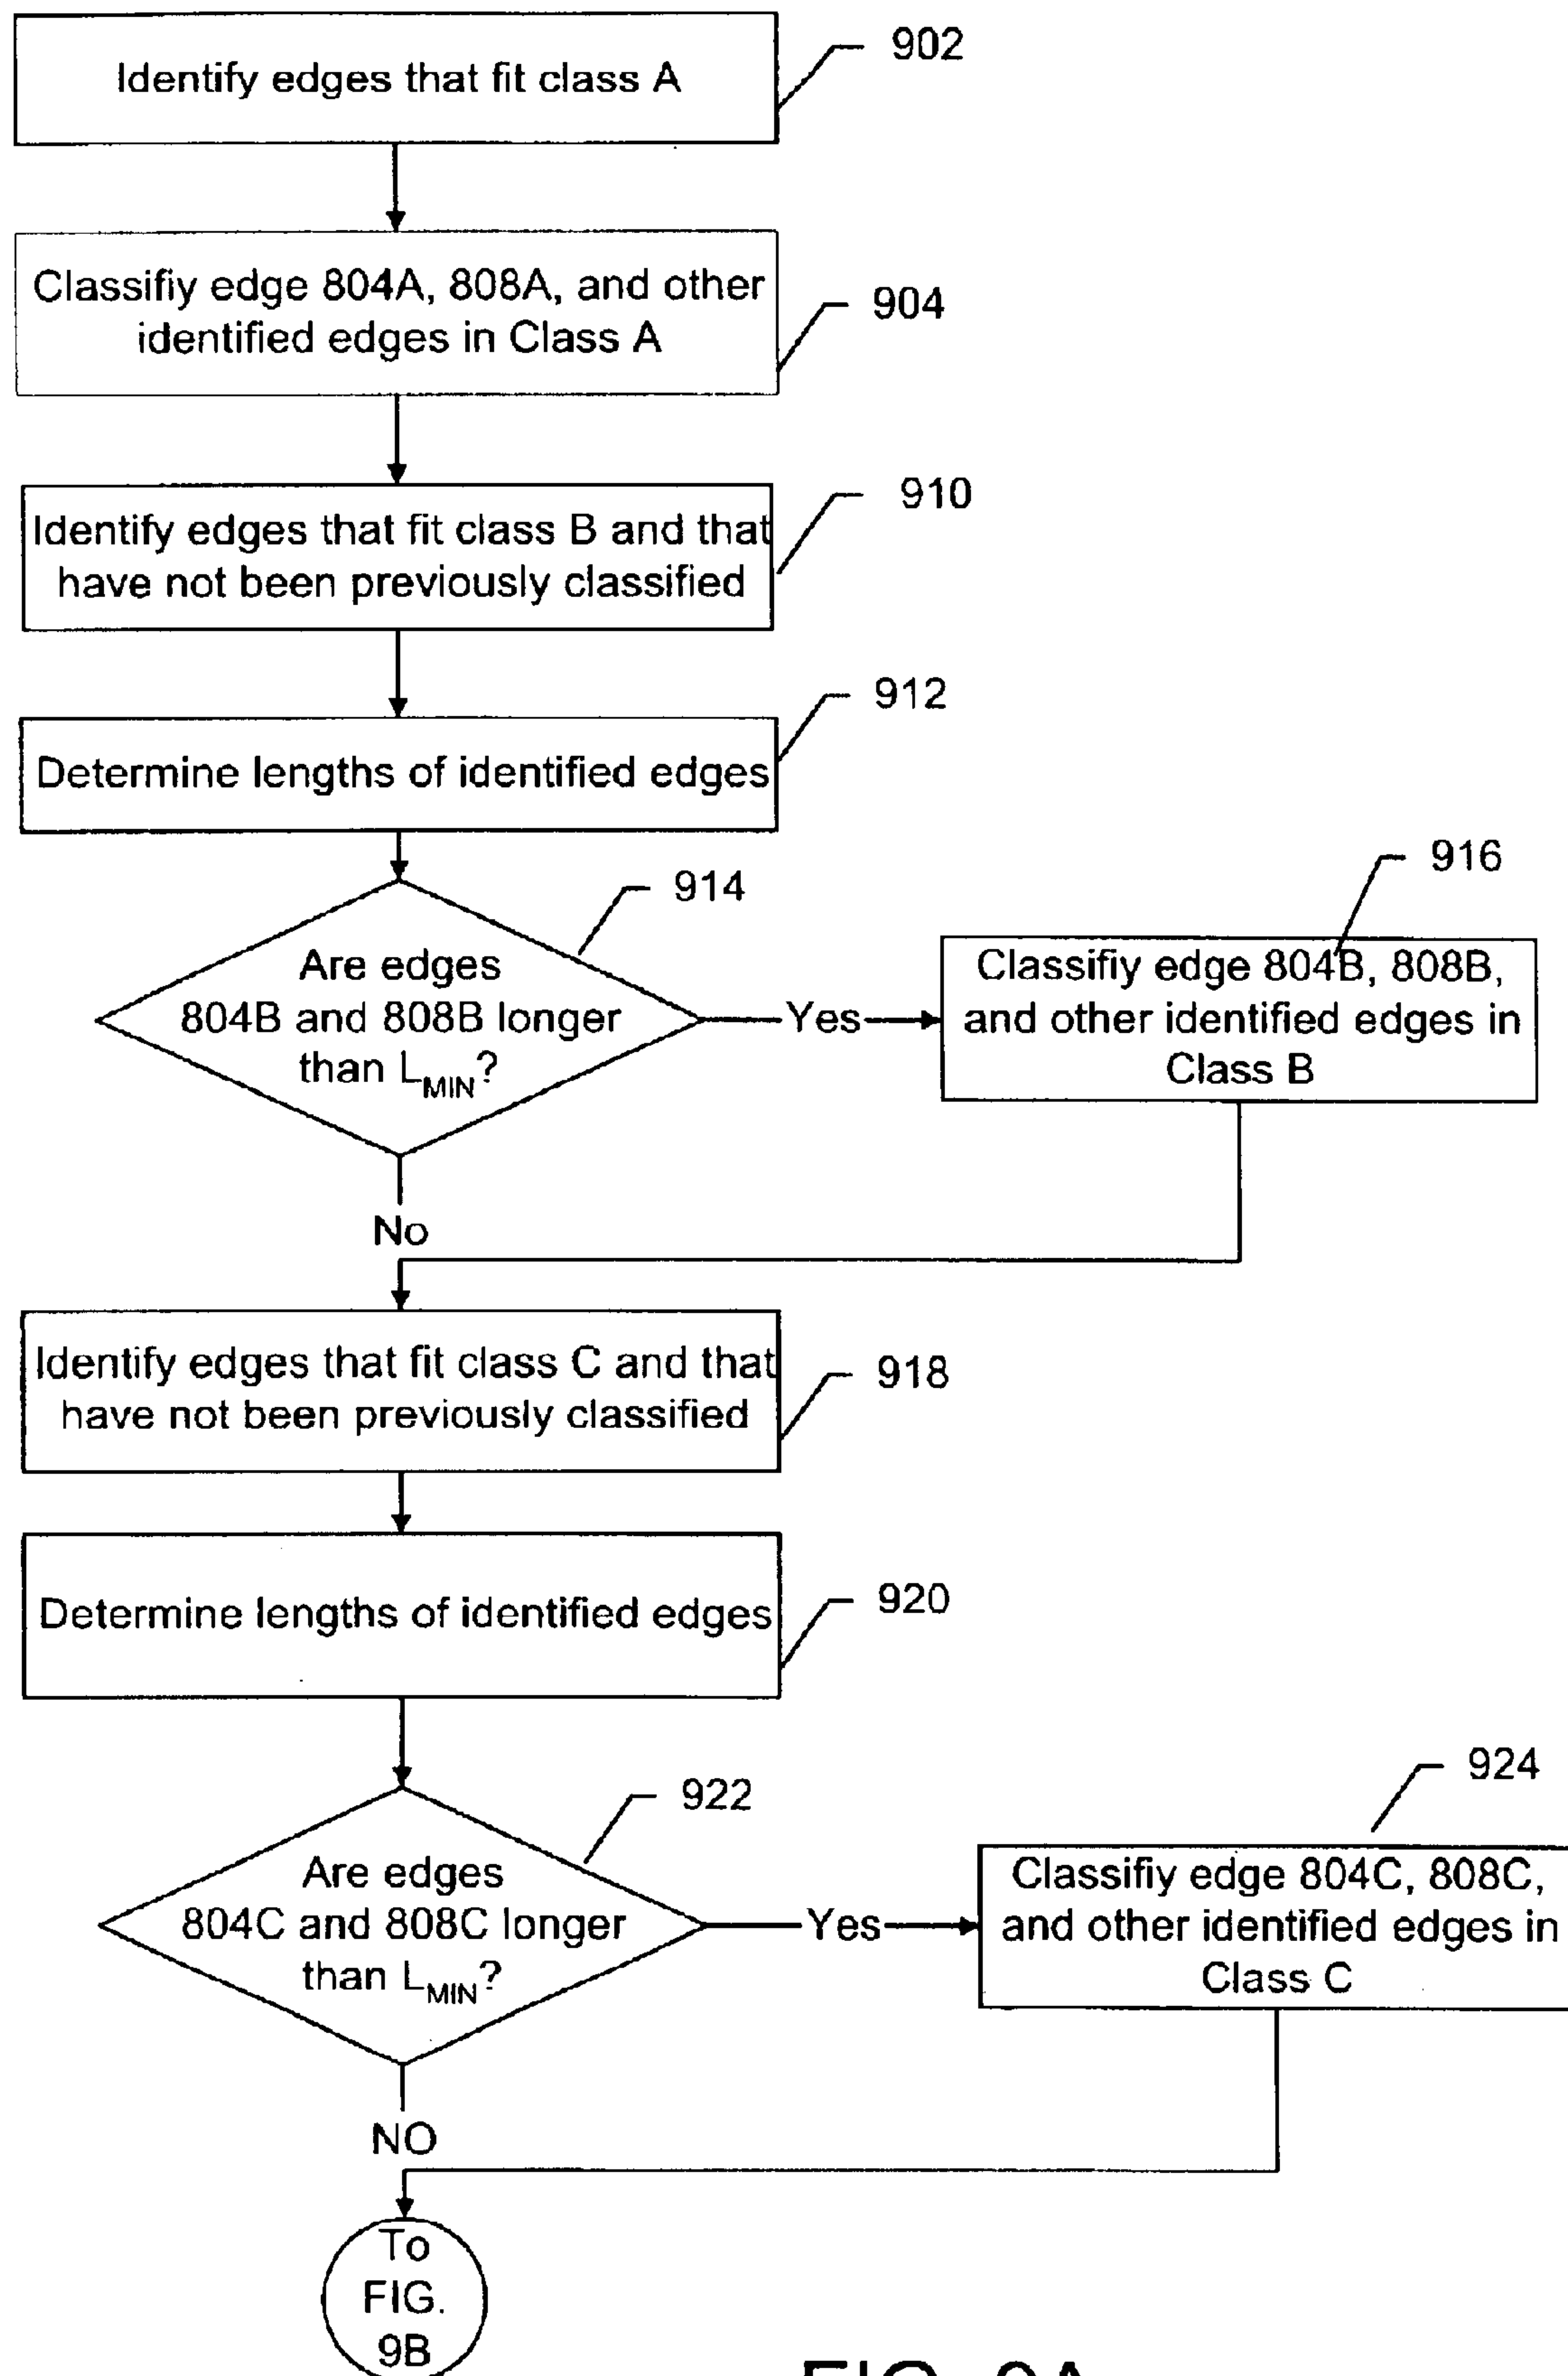 902
Identify edges that fit class A
Classifiy edge 804A, 808A, and other
identified edges in Class A
904
910
Identify edges that fit class B and that
have not been previously classified
912
Determine lengths of identified edges
914
Are edges
804B and 808B longer
than LMIN?
Yes
916
Classifiy edge 804B, 808B,
and other identified edges in
Class B
No
Identify edges that fit class C and that
have not been previously classified
918
Determine lengths of identified edges
920
922
Are edges
804C and 808C longer
than LMIN?
Yes
924
Classifiy edge 804C, 808C,
and other identified edges in
Class C
NO
To
FIG.
9B
FIG. 9A